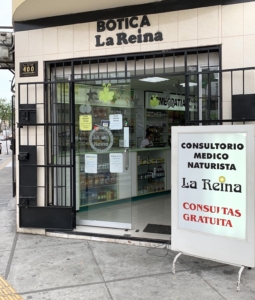 BOTICA
La Reina
400
CONSULTORIO
MEDICO
NATURISTA
La Reina
CONSULTAS
GRATUITA